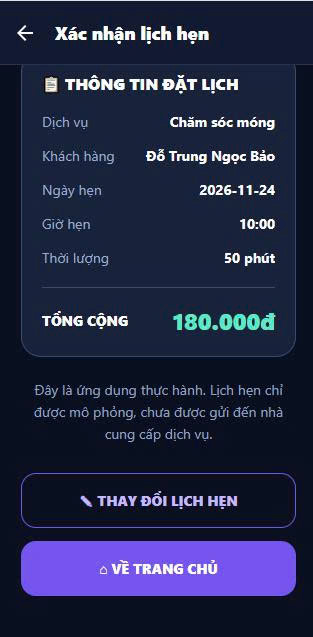 ← Xác nhận lịch hẹn
📋 THÔNG TIN ĐẶT LỊCH
Dịch vụ Chăm sóc móng
Khách hàng Đỗ Trung Ngọc Bảo
Ngày hẹn 2026-11-24
Giờ hẹn 10:00
Thời lượng 50 phút
TỔNG CỘNG 180.000đ
Đây là ứng dụng thực hành. Lịch hẹn chỉ
được mô phỏng, chưa được gửi đến nhà
cung cấp dịch vụ.
✎ THAY ĐỔI LỊCH HẸN
⌂ VỀ TRANG CHỦ